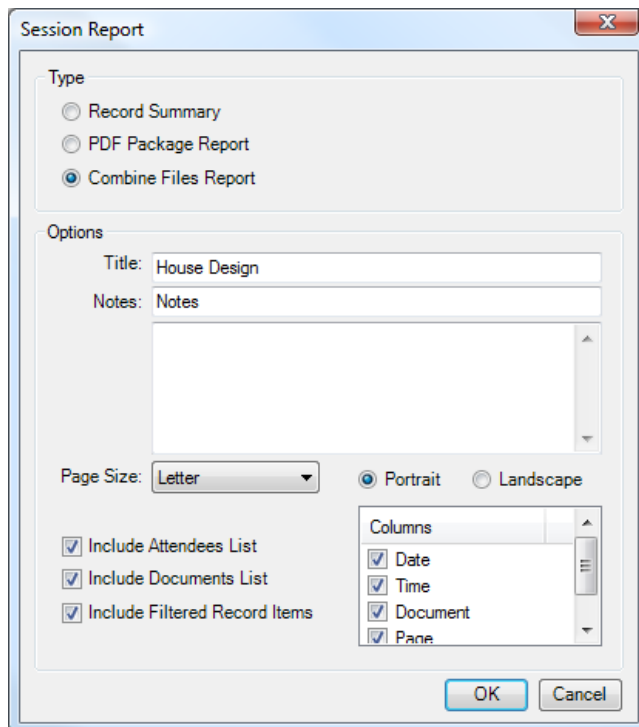 Session Report
Type
Record Summary
PDF Package Report
Combine Files Report
Options
Title: House Design
Notes: Notes
Page Size: Letter Portrait Landscape
Include Attendees List
Include Documents List
Include Filtered Record Items
Columns
Date
Time
Document
Page
OK Cancel